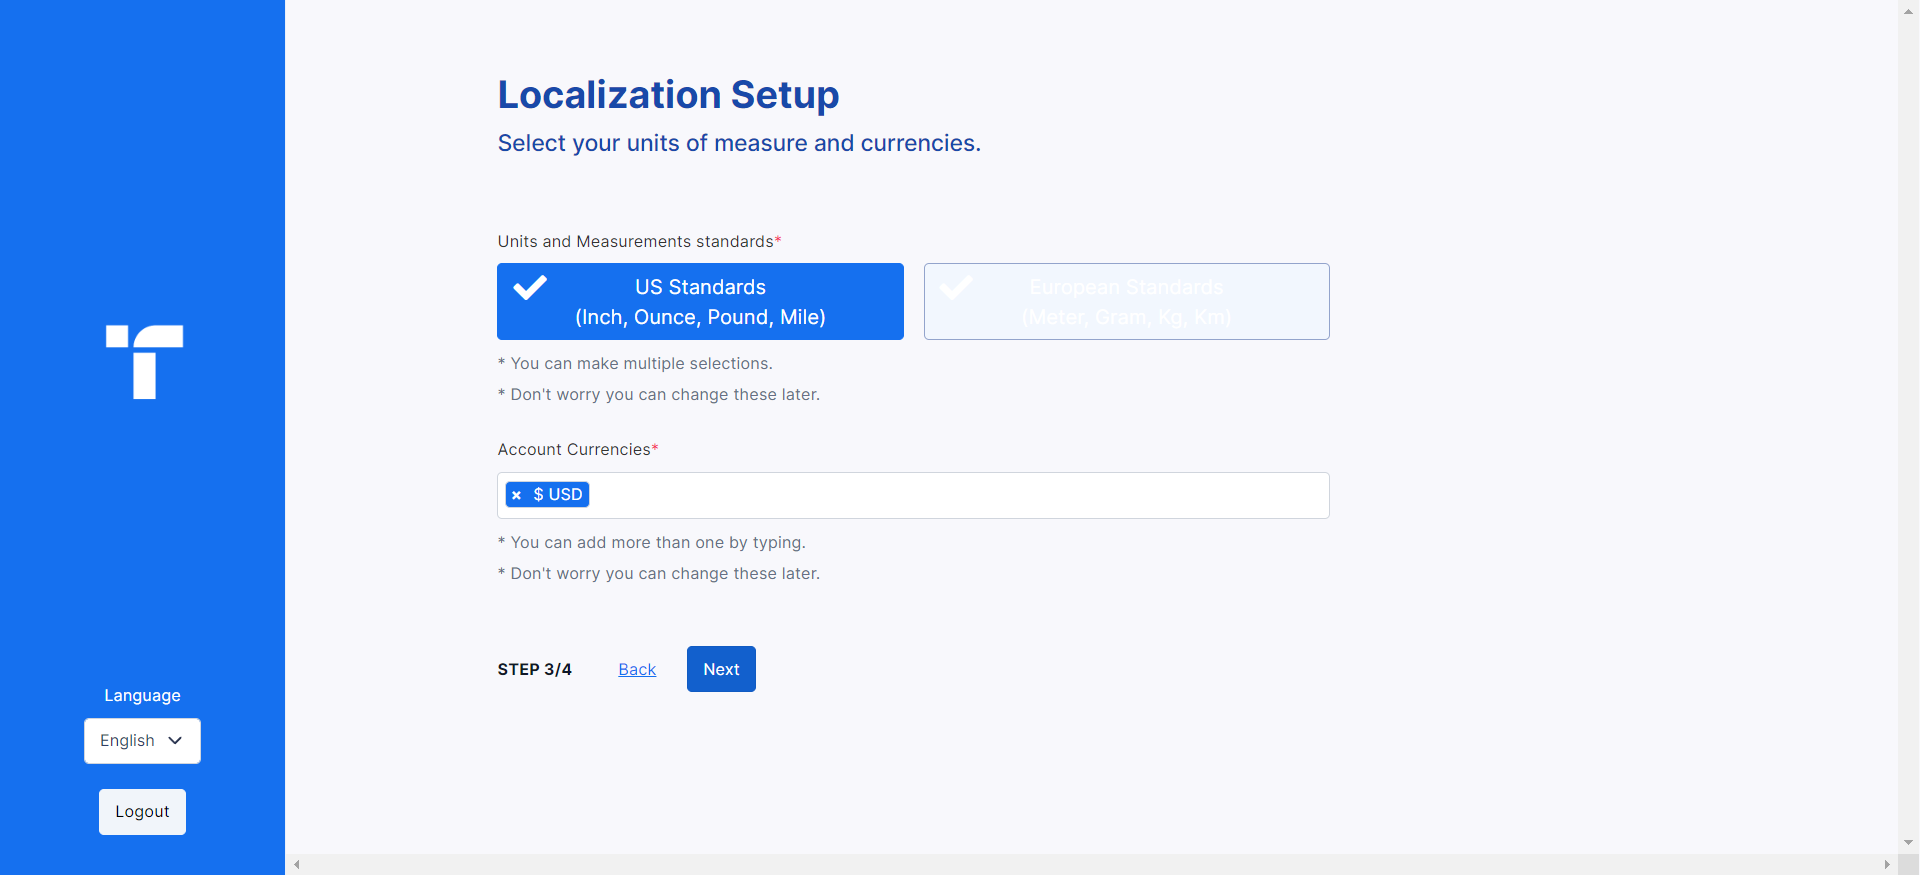 Localization Setup
Select your units of measure and currencies.
Units and Measurements standards*
US Standards
(Inch, Ounce, Pound, Mile)
European Standards
(Meter, Gram, Kg, Km)
* You can make multiple selections.
* Don't worry you can change these later.
Account Currencies*
× $ USD
* You can add more than one by typing.
* Don't worry you can change these later.
STEP 3/4 Back Next
Language
English
Logout